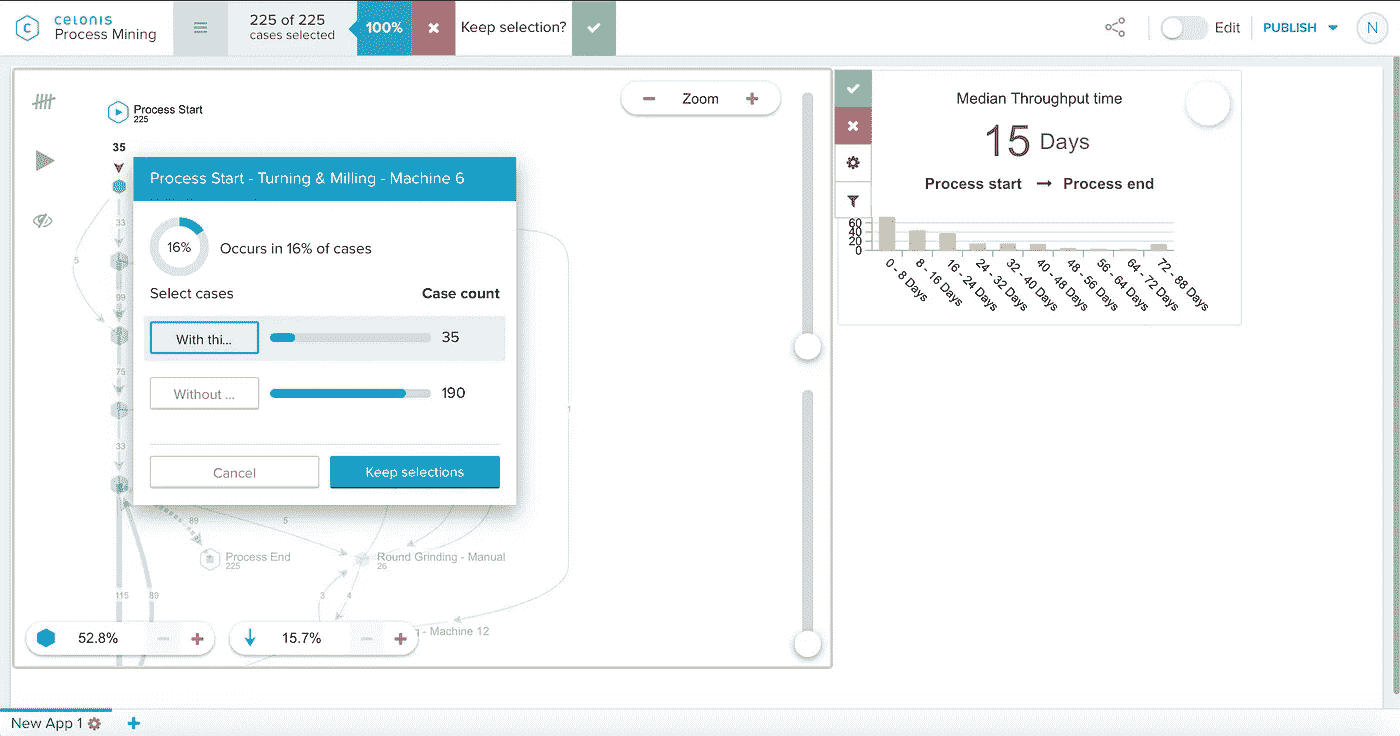 celonis
Process Mining
225 of 225
cases selected
100%
Keep selection?
Edit
PUBLISH
N
Process Start
225
35
33
5
99
75
33
Process Start - Turning & Milling - Machine 6
16%
Occurs in 16% of cases
Select cases
Case count
With thi...
35
Without ...
190
Cancel
Keep selections
Zoom
1
89
5
Process End
225
Round Grinding - Manual
26
115
89
3
4
- Machine 12
52.8%
15.7%
Median Throughput time
15 Days
Process start → Process end
60
40
20
0
0 - 8 Days
8 - 16 Days
16 - 24 Days
24 - 32 Days
32 - 40 Days
40 - 48 Days
48 - 56 Days
56 - 64 Days
64 - 72 Days
72 - 88 Days
New App 1